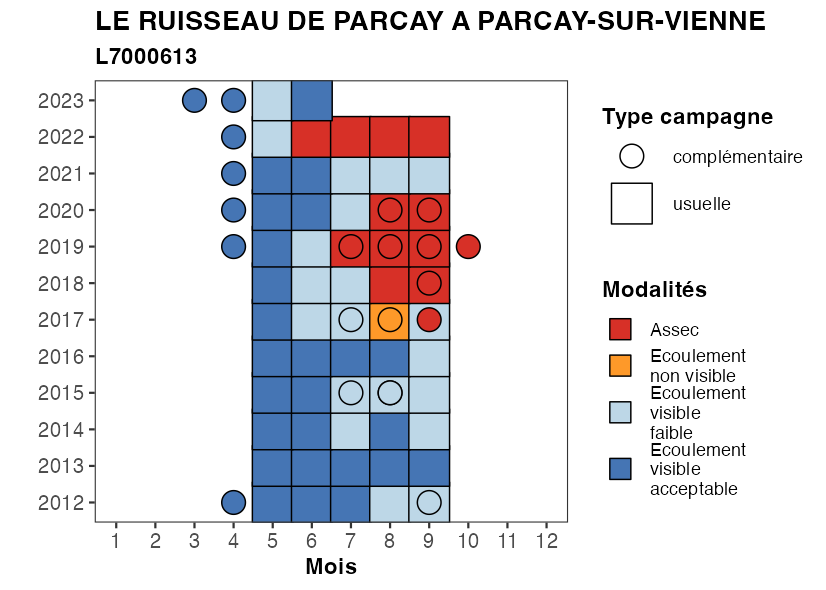 LE RUISSEAU DE PARCAY A PARCAY-SUR-VIENNE
L7000613
2023
2022
2021
2020
2019
2018
2017
2016
2015
2014
2013
2012
1 2 3 4 5 6 7 8 9 10 11 12
Mois
Type campagne
complémentaire
usuelle
Modalités
Assec
Ecoulement
non visible
Ecoulement
visible
faible
Ecoulement
visible
acceptable